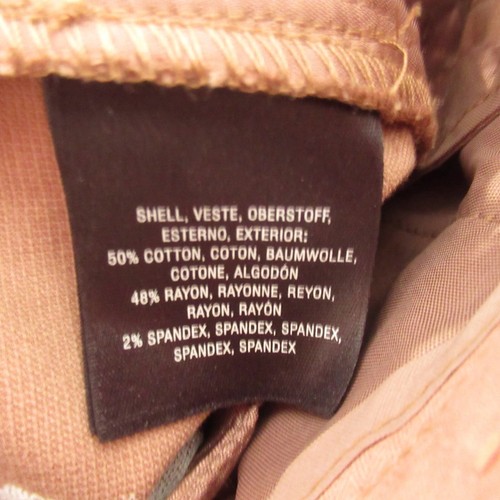 SHELL, VESTE, OBERSTOFF,
ESTERNO, EXTERIOR:
50% COTTON, COTON, BAUMWOLLE,
COTONE, ALGODÓN
48% RAYON, RAYONNE, REYON,
RAYON, RAYÓN
2% SPANDEX, SPANDEX, SPANDEX,
SPANDEX, SPANDEX